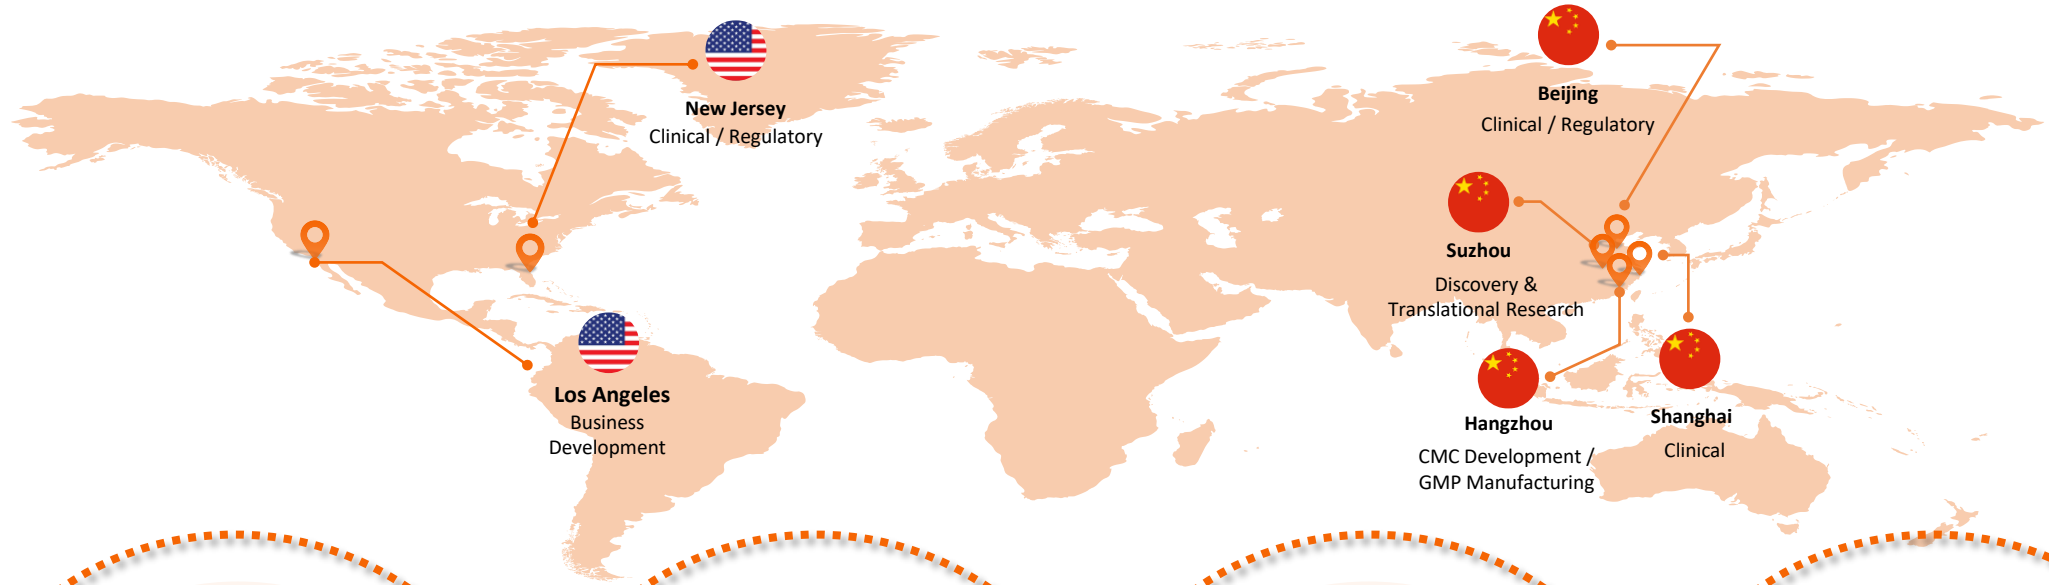 New Jersey
Clinical / Regulatory
Los Angeles
Business
Development
Beijing
Clinical / Regulatory
Suzhou
Discovery &
Translational Research
Hangzhou
CMC Development /
GMP Manufacturing
Shanghai
Clinical